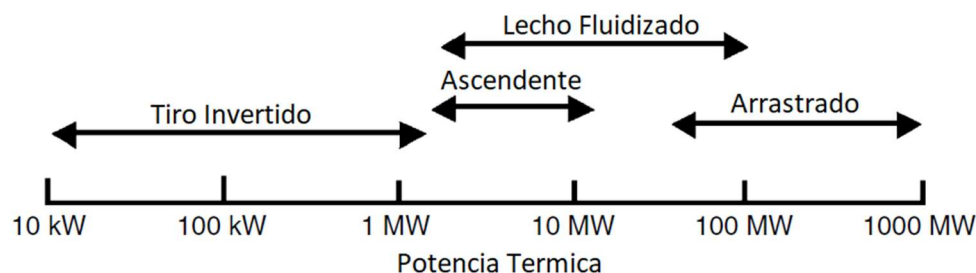 Lecho Fluidizado
Ascendente
Tiro Invertido
Arrastrado
10 kW 100 kW 1 MW 10 MW 100 MW 1000 MW
Potencia Termica